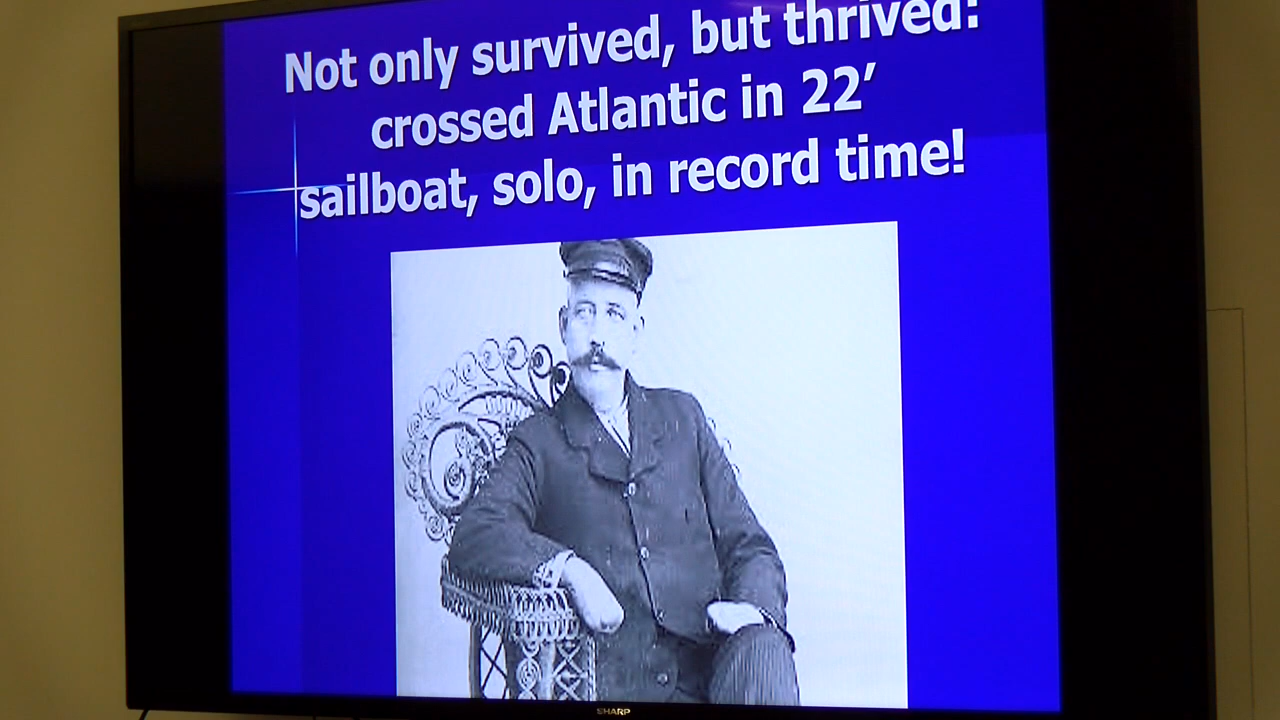 Not only survived, but thrived:
crossed Atlantic in 22′
sailboat, solo, in record time!
SHARP